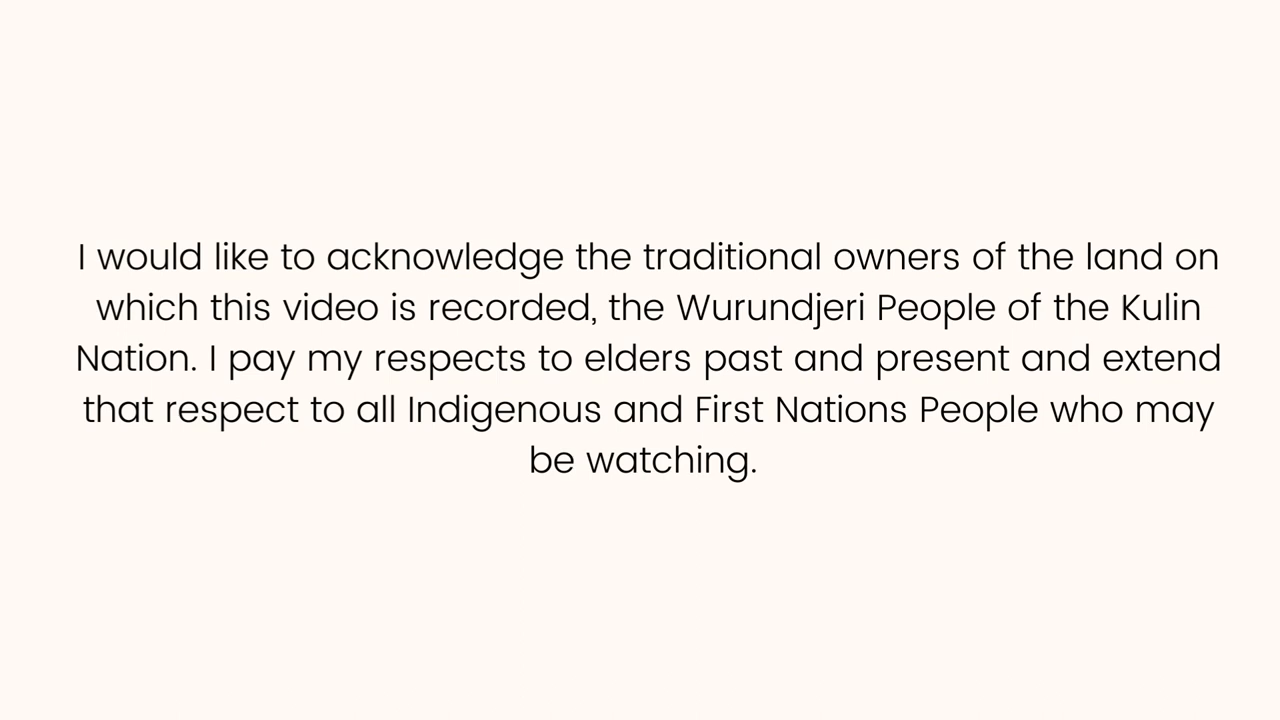 I would like to acknowledge the traditional owners of the land on
which this video is recorded, the Wurundjeri People of the Kulin
Nation. I pay my respects to elders past and present and extend
that respect to all Indigenous and First Nations People who may
be watching.